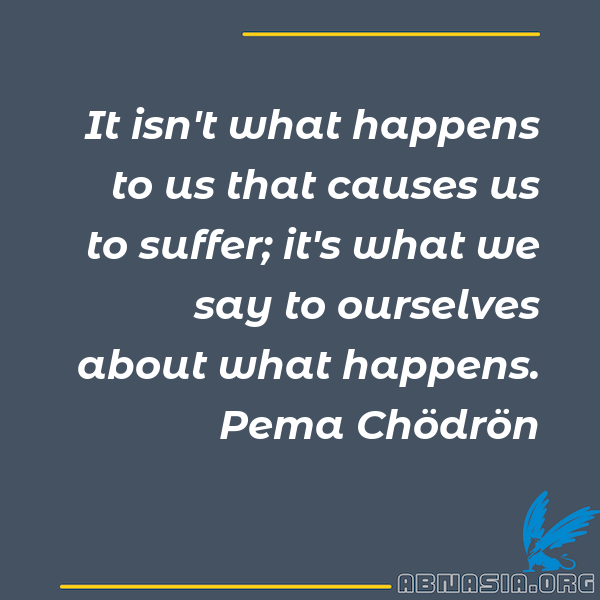 It isn't what happens
to us that causes us
to suffer; it's what we
say to ourselves
about what happens.
Pema Chödrön
ABNASIA.ORG